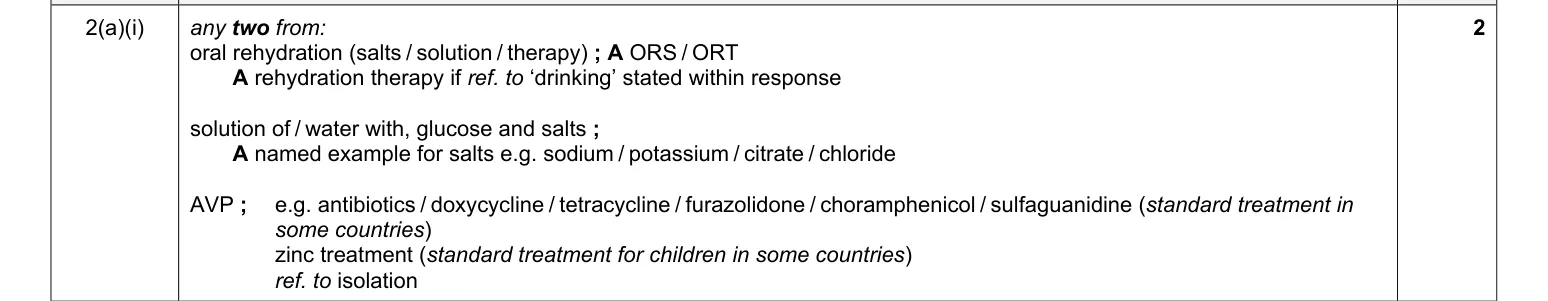 2(a)(i)
any two from:
2
oral rehydration (salts / solution / therapy) ; A ORS / ORT
A rehydration therapy if ref. to ‘drinking’ stated within response
solution of / water with, glucose and salts ;
A named example for salts e.g. sodium / potassium / citrate / chloride
AVP ; e.g. antibiotics / doxycycline / tetracycline / furazolidone / choramphenicol / sulfaguanidine (standard treatment in
some countries)
zinc treatment (standard treatment for children in some countries)
ref. to isolation